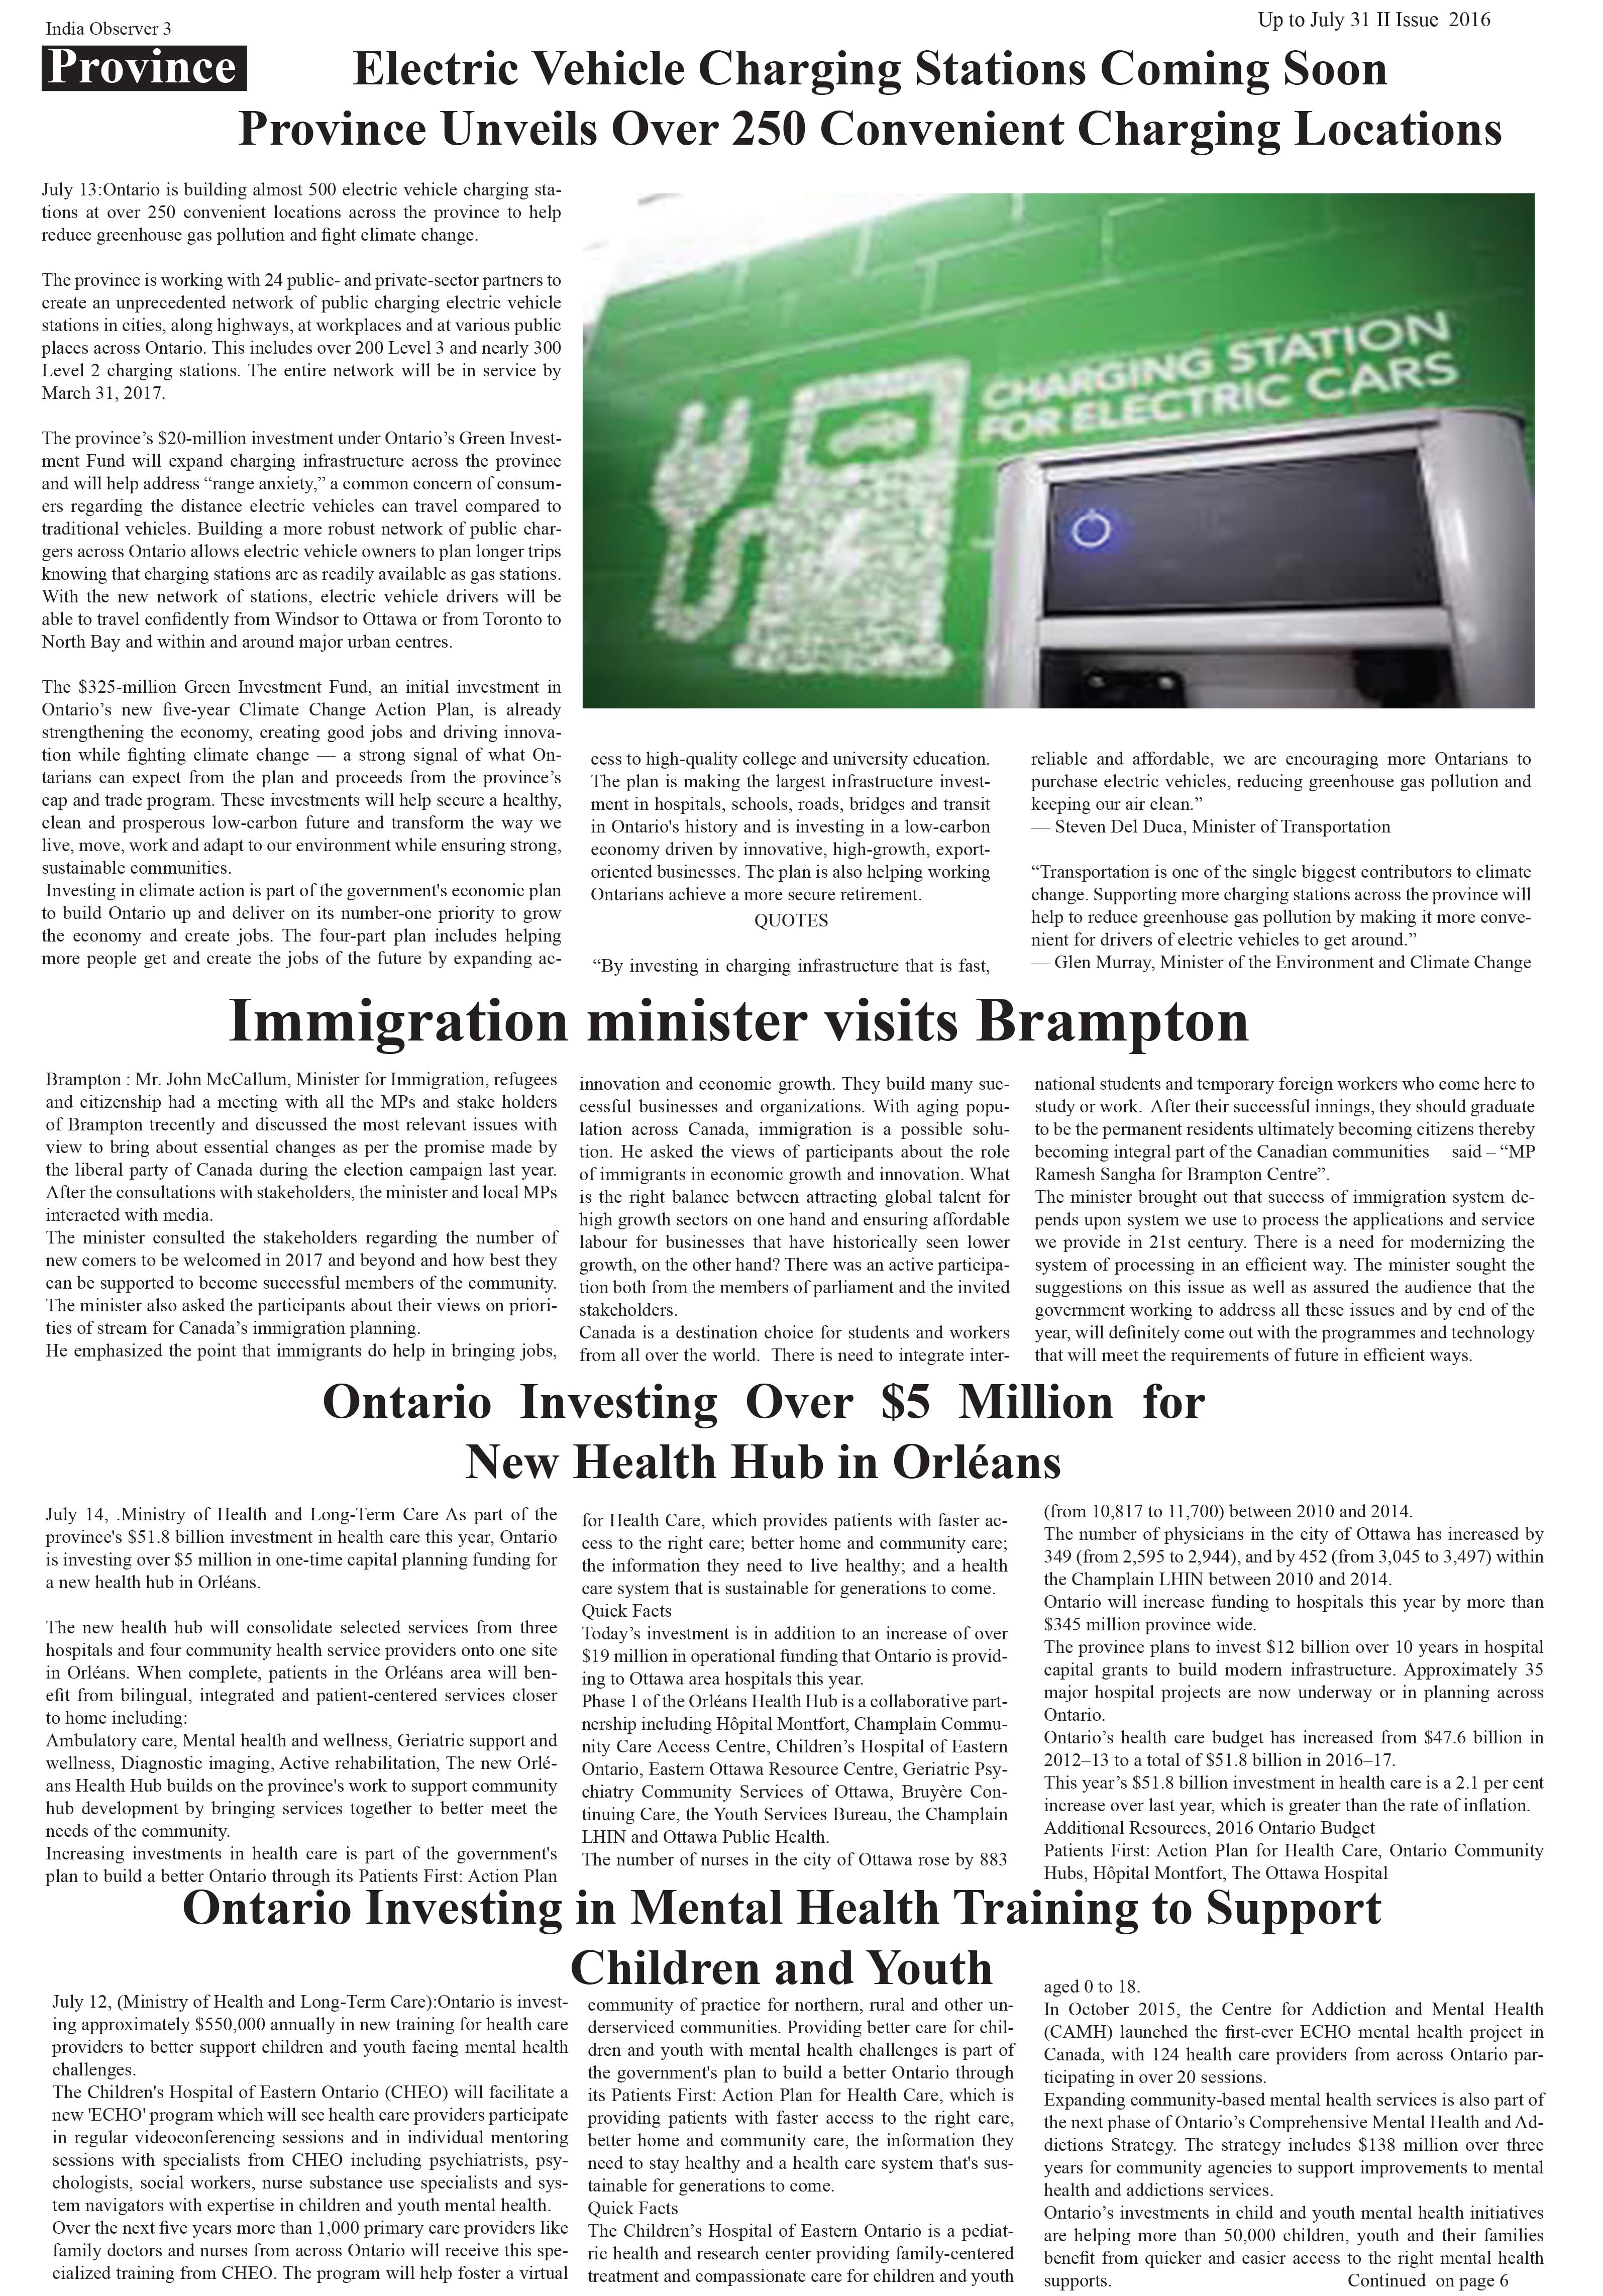 India Observer 3
Up to July 31 II Issue 2016
Province
Electric Vehicle Charging Stations Coming Soon
Province Unveils Over 250 Convenient Charging Locations
July 13:Ontario is building almost 500 electric vehicle charging sta-
tions at over 250 convenient locations across the province to help
reduce greenhouse gas pollution and fight climate change.
The province is working with 24 public- and private-sector partners to
create an unprecedented network of public charging electric vehicle
stations in cities, along highways, at workplaces and at various public
places across Ontario. This includes over 200 Level 3 and nearly 300
Level 2 charging stations. The entire network will be in service by
March 31, 2017.
The province’s $20-million investment under Ontario’s Green Invest-
ment Fund will expand charging infrastructure across the province
and will help address “range anxiety,” a common concern of consum-
ers regarding the distance electric vehicles can travel compared to
traditional vehicles. Building a more robust network of public char-
gers across Ontario allows electric vehicle owners to plan longer trips
knowing that charging stations are as readily available as gas stations.
With the new network of stations, electric vehicle drivers will be
able to travel confidently from Windsor to Ottawa or from Toronto to
North Bay and within and around major urban centres.
The $325-million Green Investment Fund, an initial investment in
Ontario’s new five-year Climate Change Action Plan, is already
strengthening the economy, creating good jobs and driving innova-
tion while fighting climate change — a strong signal of what On-
tarians can expect from the plan and proceeds from the province’s
cap and trade program. These investments will help secure a healthy,
clean and prosperous low-carbon future and transform the way we
live, move, work and adapt to our environment while ensuring strong,
sustainable communities.
Investing in climate action is part of the government's economic plan
to build Ontario up and deliver on its number-one priority to grow
the economy and create jobs. The four-part plan includes helping
more people get and create the jobs of the future by expanding ac-
CHARGING STATION
FOR ELECTRIC CARS
cess to high-quality college and university education.
The plan is making the largest infrastructure invest-
ment in hospitals, schools, roads, bridges and transit
in Ontario's history and is investing in a low-carbon
economy driven by innovative, high-growth, export-
oriented businesses. The plan is also helping working
Ontarians achieve a more secure retirement.
QUOTES
“By investing in charging infrastructure that is fast,
reliable and affordable, we are encouraging more Ontarians to
purchase electric vehicles, reducing greenhouse gas pollution and
keeping our air clean.”
— Steven Del Duca, Minister of Transportation
“Transportation is one of the single biggest contributors to climate
change. Supporting more charging stations across the province will
help to reduce greenhouse gas pollution by making it more conve-
nient for drivers of electric vehicles to get around.”
— Glen Murray, Minister of the Environment and Climate Change
Immigration minister visits Brampton
Brampton : Mr. John McCallum, Minister for Immigration, refugees
and citizenship had a meeting with all the MPs and stake holders
of Brampton trecently and discussed the most relevant issues with
view to bring about essential changes as per the promise made by
the liberal party of Canada during the election campaign last year.
After the consultations with stakeholders, the minister and local MPs
interacted with media.
The minister consulted the stakeholders regarding the number of
new comers to be welcomed in 2017 and beyond and how best they
can be supported to become successful members of the community.
The minister also asked the participants about their views on priori-
ties of stream for Canada’s immigration planning.
He emphasized the point that immigrants do help in bringing jobs,
innovation and economic growth. They build many suc-
cessful businesses and organizations. With aging popu-
lation across Canada, immigration is a possible solu-
tion. He asked the views of participants about the role
of immigrants in economic growth and innovation. What
is the right balance between attracting global talent for
high growth sectors on one hand and ensuring affordable
labour for businesses that have historically seen lower
growth, on the other hand? There was an active participa-
tion both from the members of parliament and the invited
stakeholders.
Canada is a destination choice for students and workers
from all over the world. There is need to integrate inter-
national students and temporary foreign workers who come here to
study or work. After their successful innings, they should graduate
to be the permanent residents ultimately becoming citizens thereby
becoming integral part of the Canadian communities said – “MP
Ramesh Sangha for Brampton Centre”.
The minister brought out that success of immigration system de-
pends upon system we use to process the applications and service
we provide in 21st century. There is a need for modernizing the
system of processing in an efficient way. The minister sought the
suggestions on this issue as well as assured the audience that the
government working to address all these issues and by end of the
year, will definitely come out with the programmes and technology
that will meet the requirements of future in efficient ways.
Ontario Investing Over $5 Million for
New Health Hub in Orléans
July 14, .Ministry of Health and Long-Term Care As part of the
province's $51.8 billion investment in health care this year, Ontario
is investing over $5 million in one-time capital planning funding for
a new health hub in Orléans.
The new health hub will consolidate selected services from three
hospitals and four community health service providers onto one site
in Orléans. When complete, patients in the Orléans area will ben-
efit from bilingual, integrated and patient-centered services closer
to home including:
Ambulatory care, Mental health and wellness, Geriatric support and
wellness, Diagnostic imaging, Active rehabilitation, The new Orlé-
ans Health Hub builds on the province's work to support community
hub development by bringing services together to better meet the
needs of the community.
Increasing investments in health care is part of the government's
plan to build a better Ontario through its Patients First: Action Plan
for Health Care, which provides patients with faster ac-
cess to the right care; better home and community care;
the information they need to live healthy; and a health
care system that is sustainable for generations to come.
Quick Facts
Today’s investment is in addition to an increase of over
$19 million in operational funding that Ontario is provid-
ing to Ottawa area hospitals this year.
Phase 1 of the Orléans Health Hub is a collaborative part-
nership including Hôpital Montfort, Champlain Commu-
nity Care Access Centre, Children’s Hospital of Eastern
Ontario, Eastern Ottawa Resource Centre, Geriatric Psy-
chiatry Community Services of Ottawa, Bruyère Con-
tinuing Care, the Youth Services Bureau, the Champlain
LHIN and Ottawa Public Health.
The number of nurses in the city of Ottawa rose by 883
(from 10,817 to 11,700) between 2010 and 2014.
The number of physicians in the city of Ottawa has increased by
349 (from 2,595 to 2,944), and by 452 (from 3,045 to 3,497) within
the Champlain LHIN between 2010 and 2014.
Ontario will increase funding to hospitals this year by more than
$345 million province wide.
The province plans to invest $12 billion over 10 years in hospital
capital grants to build modern infrastructure. Approximately 35
major hospital projects are now underway or in planning across
Ontario.
Ontario’s health care budget has increased from $47.6 billion in
2012–13 to a total of $51.8 billion in 2016–17.
This year’s $51.8 billion investment in health care is a 2.1 per cent
increase over last year, which is greater than the rate of inflation.
Additional Resources, 2016 Ontario Budget
Patients First: Action Plan for Health Care, Ontario Community
Hubs, Hôpital Montfort, The Ottawa Hospital
Ontario Investing in Mental Health Training to Support
Children and Youth
July 12, (Ministry of Health and Long-Term Care):Ontario is invest-
ing approximately $550,000 annually in new training for health care
providers to better support children and youth facing mental health
challenges.
The Children's Hospital of Eastern Ontario (CHEO) will facilitate a
new 'ECHO' program which will see health care providers participate
in regular videoconferencing sessions and in individual mentoring
sessions with specialists from CHEO including psychiatrists, psy-
chologists, social workers, nurse substance use specialists and sys-
tem navigators with expertise in children and youth mental health.
Over the next five years more than 1,000 primary care providers like
family doctors and nurses from across Ontario will receive this spe-
cialized training from CHEO. The program will help foster a virtual
community of practice for northern, rural and other un-
derserviced communities. Providing better care for chil-
dren and youth with mental health challenges is part of
the government's plan to build a better Ontario through
its Patients First: Action Plan for Health Care, which is
providing patients with faster access to the right care,
better home and community care, the information they
need to stay healthy and a health care system that's sus-
tainable for generations to come.
Quick Facts
The Children’s Hospital of Eastern Ontario is a pediat-
ric health and research center providing family-centered
treatment and compassionate care for children and youth
aged 0 to 18.
In October 2015, the Centre for Addiction and Mental Health
(CAMH) launched the first-ever ECHO mental health project in
Canada, with 124 health care providers from across Ontario par-
ticipating in over 20 sessions.
Expanding community-based mental health services is also part of
the next phase of Ontario’s Comprehensive Mental Health and Ad-
dictions Strategy. The strategy includes $138 million over three
years for community agencies to support improvements to mental
health and addictions services.
Ontario’s investments in child and youth mental health initiatives
are helping more than 50,000 children, youth and their families
benefit from quicker and easier access to the right mental health
supports. Continued on page 6